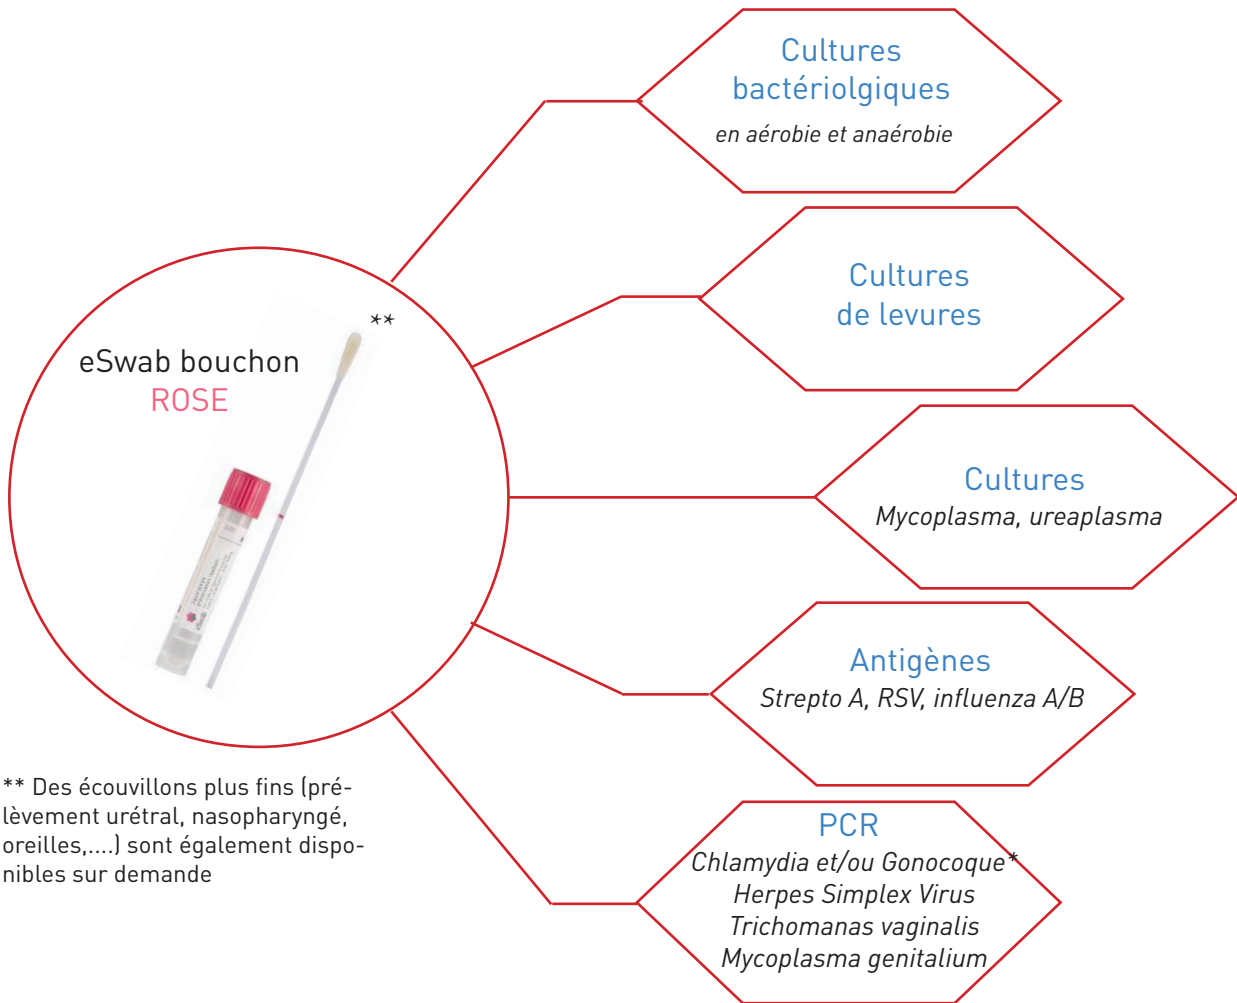 Cultures
bactériolgiques
en aérobie et anaérobie
Cultures
de levures
**
eSwab bouchon
ROSE
Cultures
Mycoplasma, ureaplasma
Antigènes
Strepto A, RSV, influenza A/B
** Des écouvillons plus fins (pré-
lèvement urétral, nasopharyngé,
oreilles,....) sont également dispo-
nibles sur demande
PCR
Chlamydia et/ou Gonocoque*
Herpes Simplex Virus
Trichomanas vaginalis
Mycoplasma genitalium